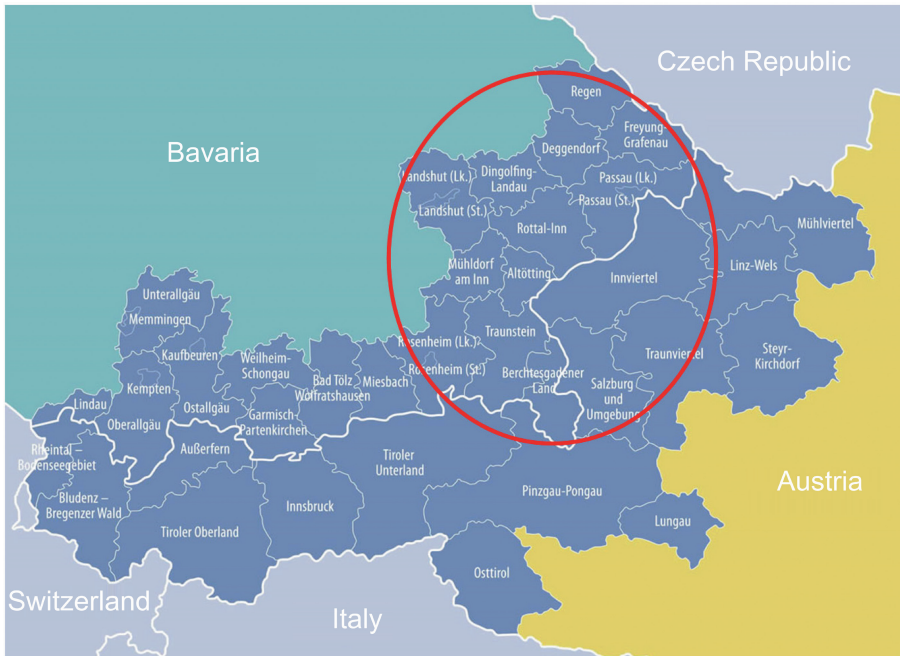 Czech Republic
Regen
Freyung-
Grafenau
Bavaria
Deggendorf
Landshut (Lk.)
Dingolfing-
Landau
Passau (Lk.)
Passau (St.)
Landshut (St.)
Rottal-Inn
Mühlviertel
Mühldorf
am Inn
Altötting
Innviertel
Linz-Wels
Unterallgäu
Memmingen
Traunstein
Rosenheim (Lk.)
Kaufbeuren
Weilheim-
Schongau
Traunviertel
Steyr-
Kirchdorf
Rosenheim (St.)
Berchtesgadener
Land
Bad Tölz
Wolfratshausen
Miesbach
Kempten
Salzburg
und
Umgebung
Lindau
Ostallgäu
Garmisch-
Partenkirchen
Oberallgäu
Rheintal –
Bodenseegebiet
Außerfern
Tiroler
Unterland
Austria
Bludenz –
Bregenzer Wald
Innsbruck
Pinzgau-Pongau
Lungau
Tiroler Oberland
Osttirol
Switzerland
Italy